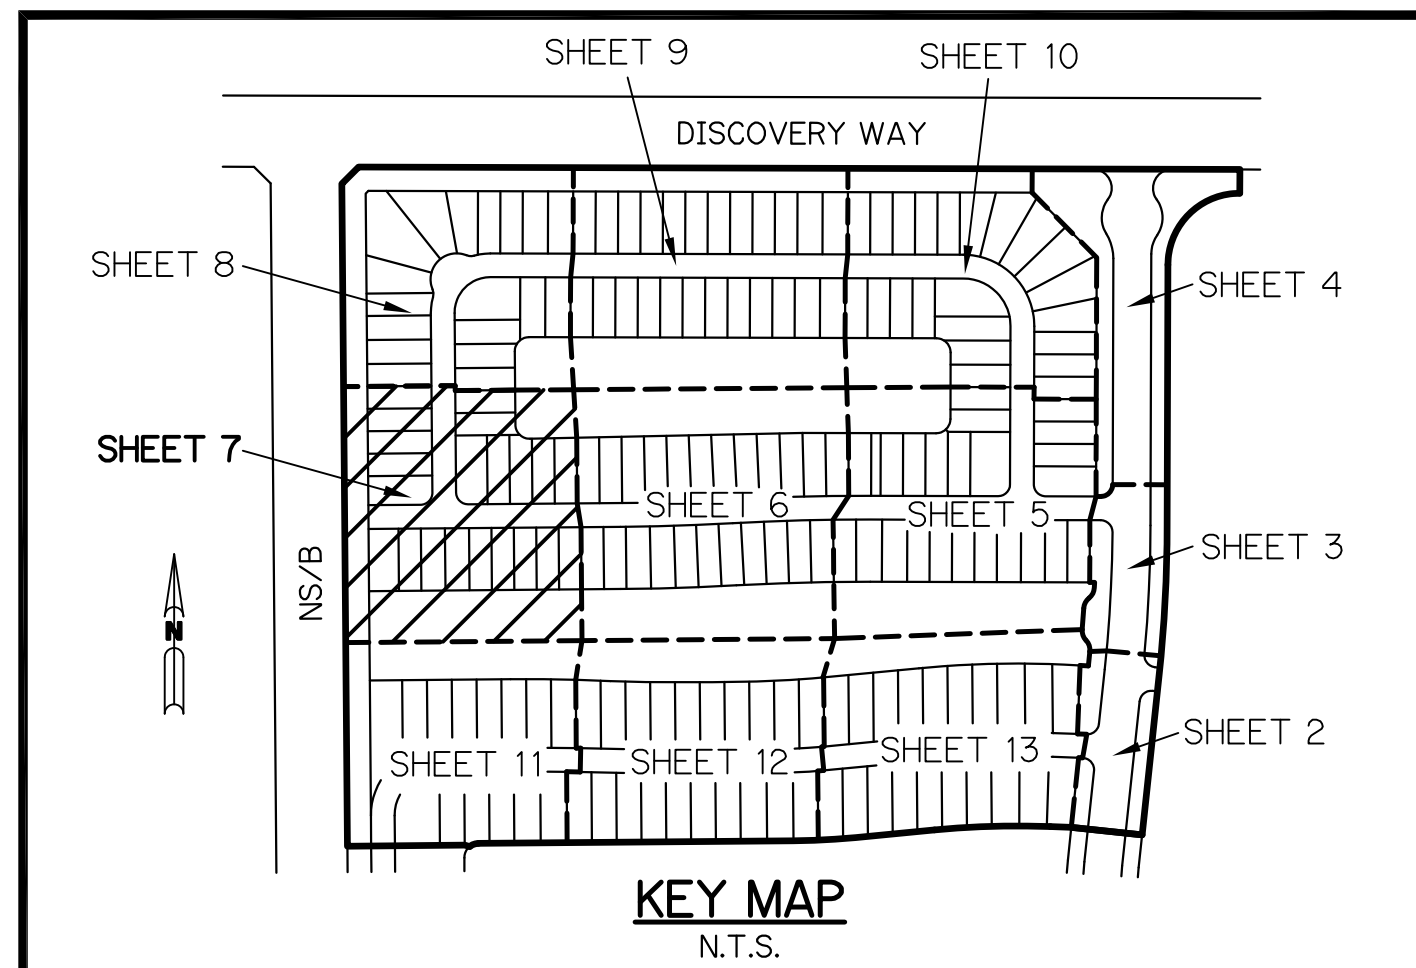 SHEET 9
SHEET 10
DISCOVERY WAY
SHEET 8
SHEET 4
SHEET 7
SHEET 6
SHEET 5
SHEET 3
NS/B
N
SHEET 2
SHEET 11
SHEET 12
SHEET 13
KEY MAP
N.T.S.